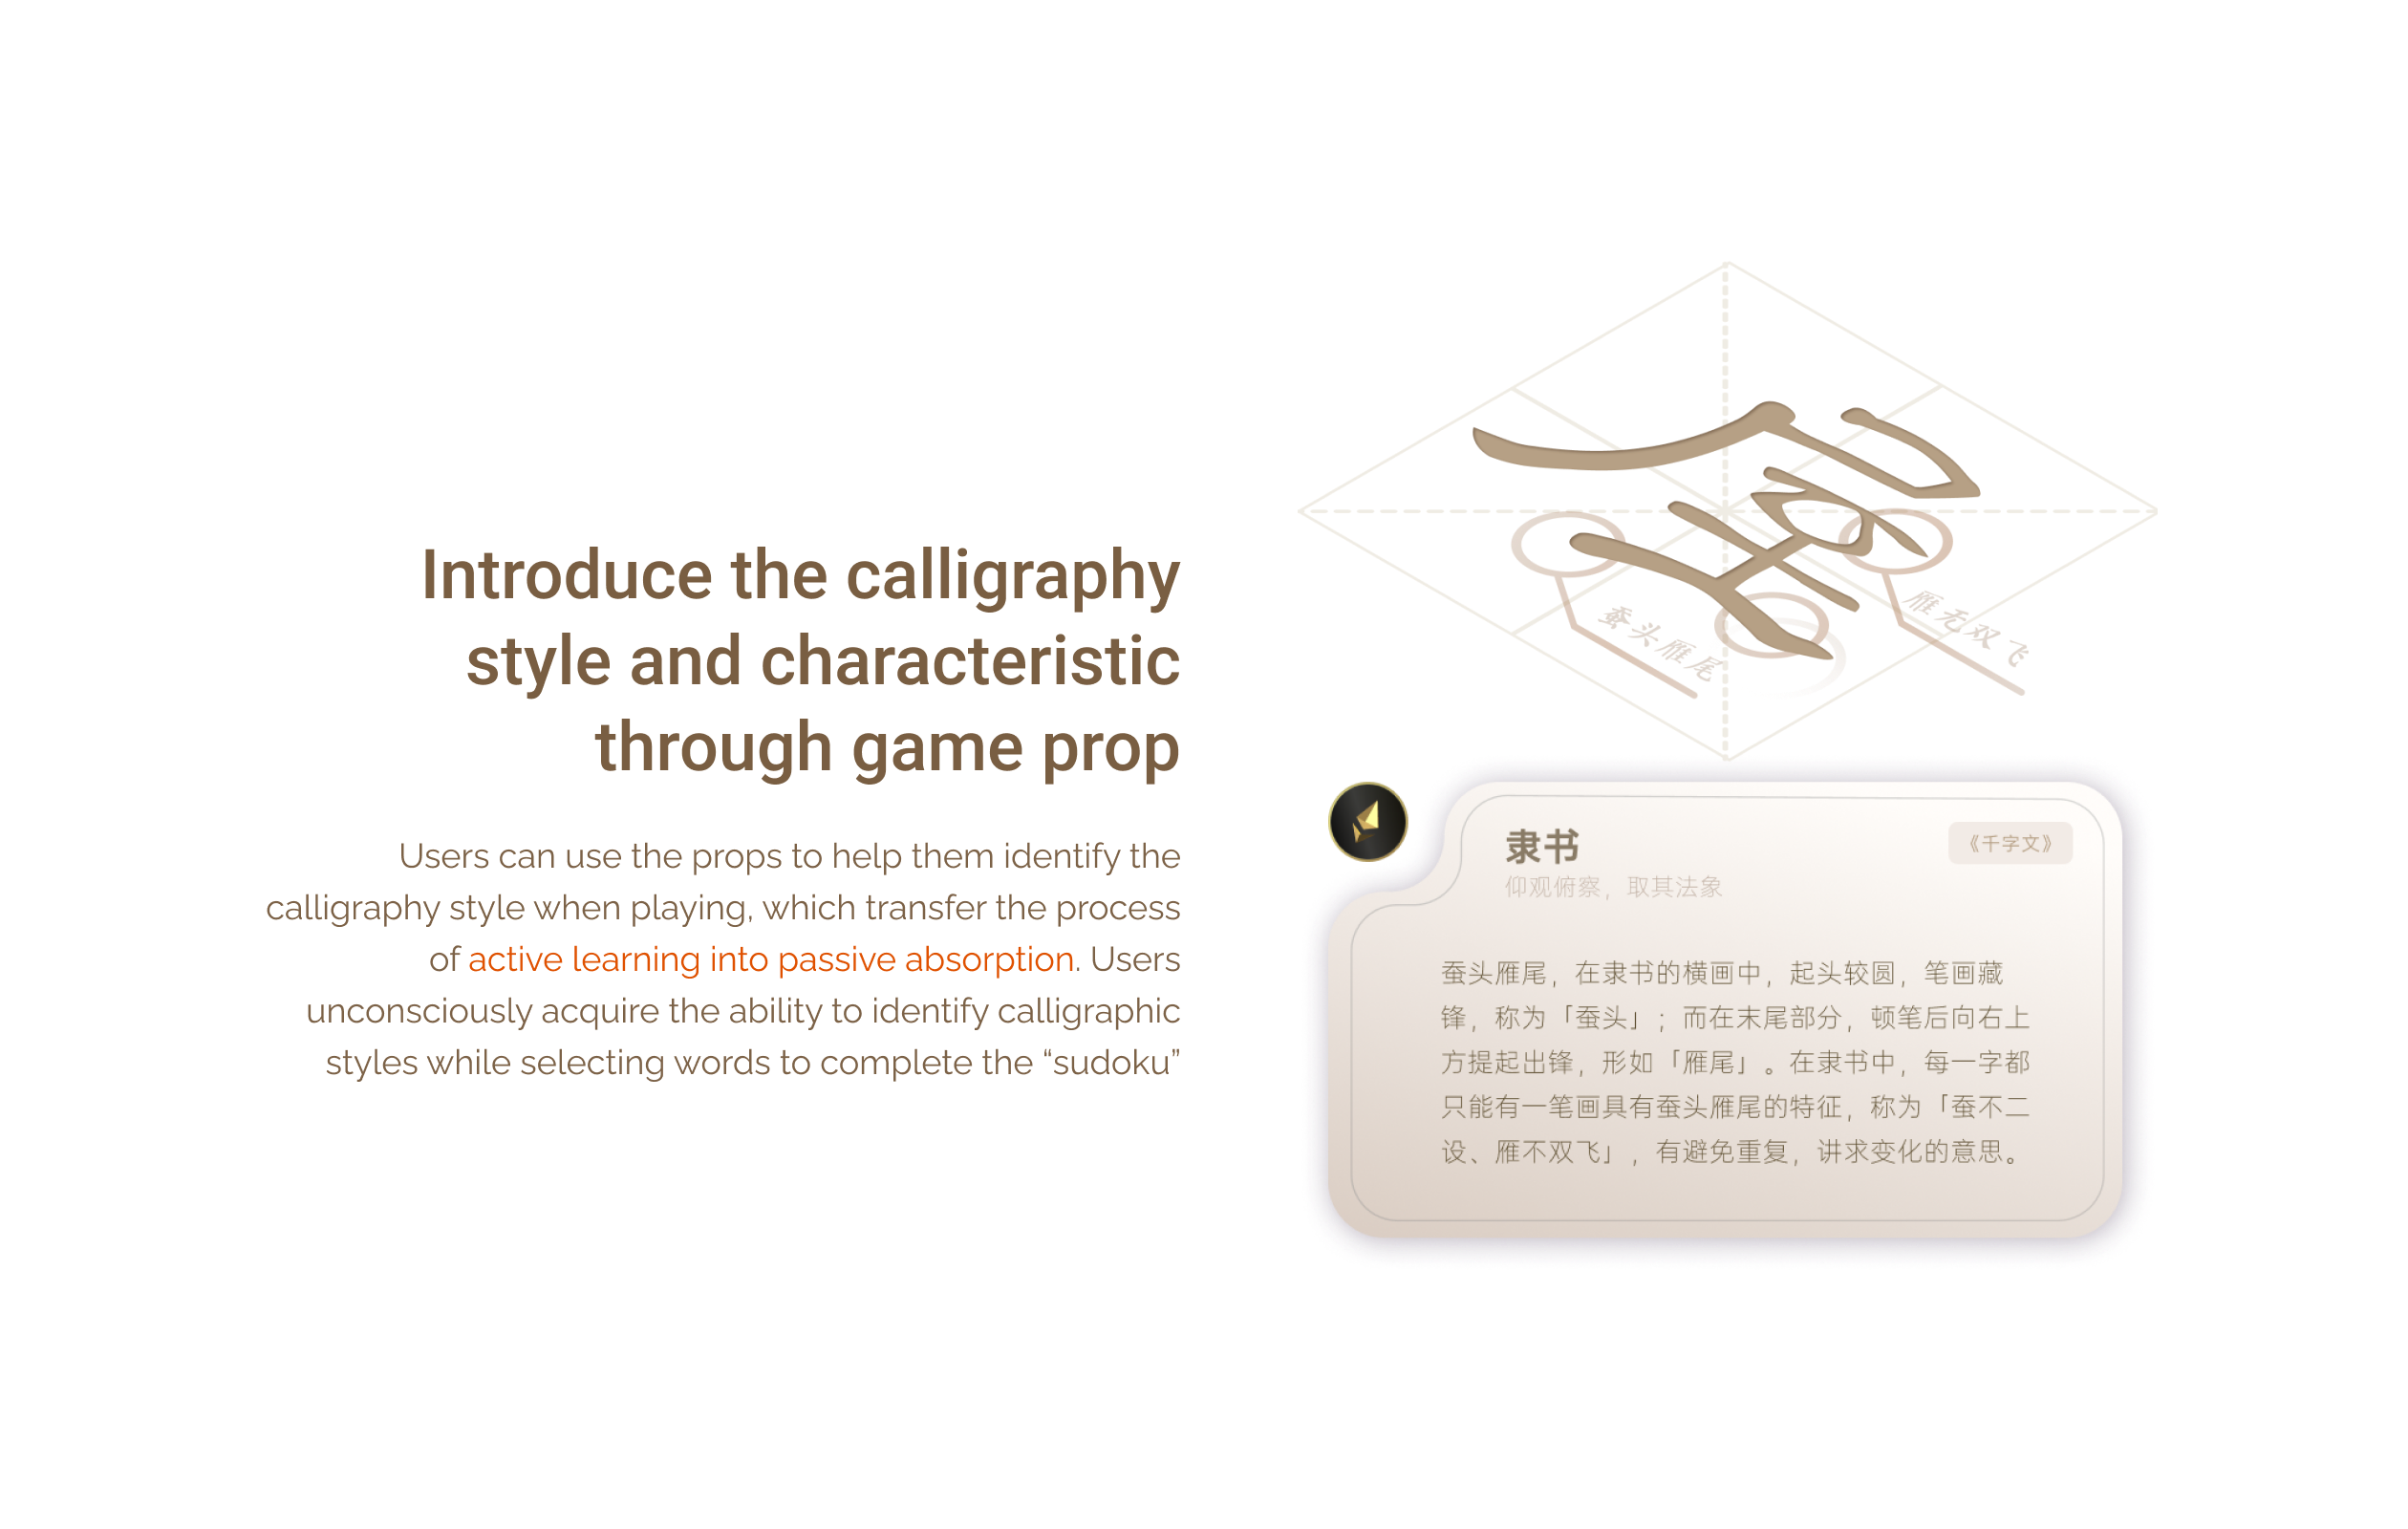 Introduce the calligraphy
style and characteristic
through game prop
Users can use the props to help them identify the
calligraphy style when playing, which transfer the process
of active learning into passive absorption. Users
unconsciously acquire the ability to identify calligraphic
styles while selecting words to complete the “sudoku”
蚕头雁尾
雁无双飞
隶书
《千字文》
仰观俯察，取其法象
蚕头雁尾，在隶书的横画中，起头较圆，笔画藏
锋，称为「蚕头」；而在末尾部分，顿笔后向右上
方提起出锋，形如「雁尾」。在隶书中，每一字都
只能有一笔画具有蚕头雁尾的特征，称为「蚕不二
设、雁不双飞」，有避免重复，讲求变化的意思。